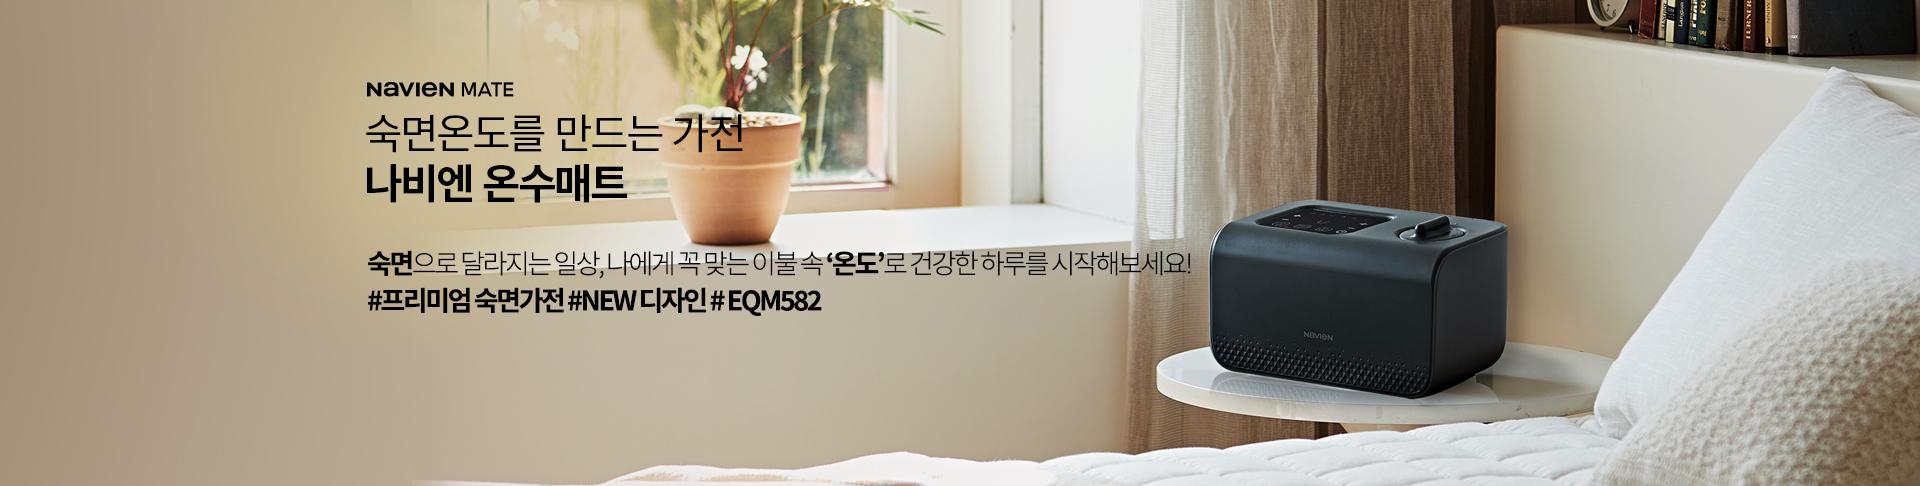 NAVIEN MATE
숙면온도를 만드는 가전
나비엔 온수매트
숙면으로 달라지는 일상, 나에게 꼭 맞는 이불 속 ‘온도’로 건강한 하루를 시작해보세요!
#프리미엄 숙면가전 #NEW 디자인 # EQM582
NAVIEN